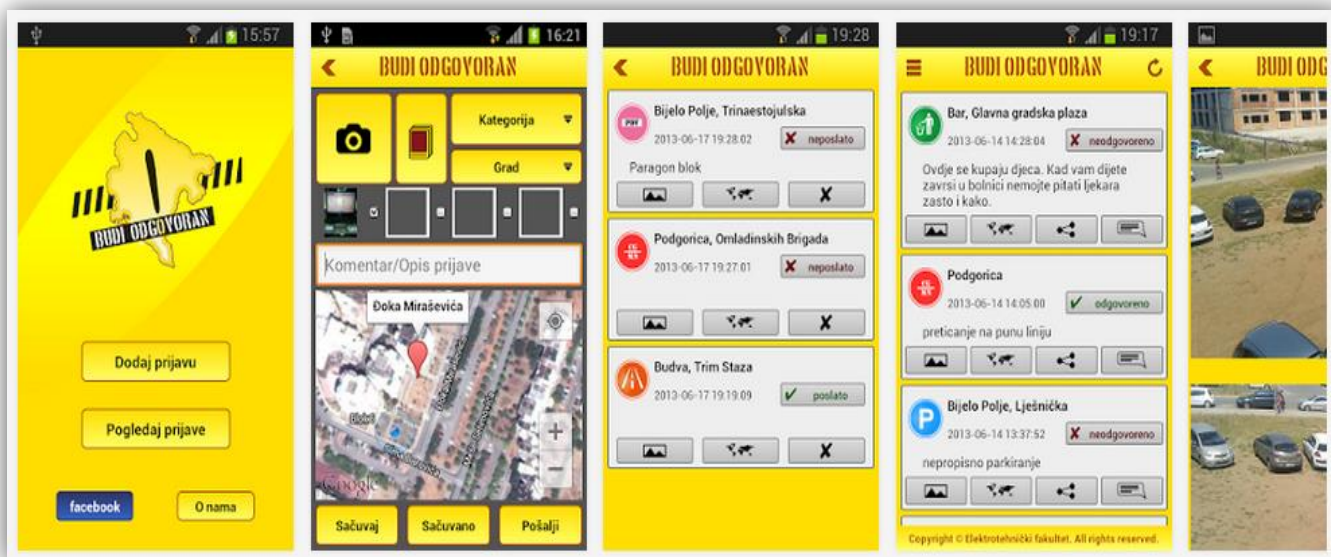 15:57
BUDI ODGOVORAN
Dodaj prijavu
Pogledaj prijave
facebook
O nama
16:21
BUDI ODGOVORAN
Kategorija
Grad
Komentar/Opis prijave
Đoka Miraševića
Google
Sačuvaj
Sačuvano
Pošalji
19:28
BUDI ODGOVORAN
Bijelo Polje, Trinaestojulska
2013-06-17 19:28:02
neposlato
Paragon blok
Podgorica, Omladinskih Brigada
2013-06-17 19:27:01
neposlato
Budva, Trim Staza
2013-06-17 19:19:09
poslato
19:17
BUDI ODGOVORAN
Bar, Glavna gradska plaza
2013-06-14 14:28:04
neodgovoreno
Ovdje se kupaju djeca. Kad vam dijete
zavrsi u bolnici nemojte pitati ljekara
zasto i kako.
Podgorica
2013-06-14 14:05:00
odgovoreno
preticanje na punu liniju
Bijelo Polje, Lješnička
P
2013-06-14 13:37:52
neodgovoreno
nepropisno parkiranje
Copyright © Elektrotehnički fakultet. All rights reserved.
BUDI ODG